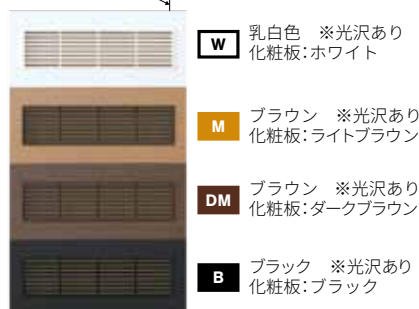 W
乳白色　※光沢あり
化粧板：ホワイト
M
ブラウン　※光沢あり
化粧板：ライトブラウン
DM
ブラウン　※光沢あり
化粧板：ダークブラウン
B
ブラック　※光沢あり
化粧板：ブラック